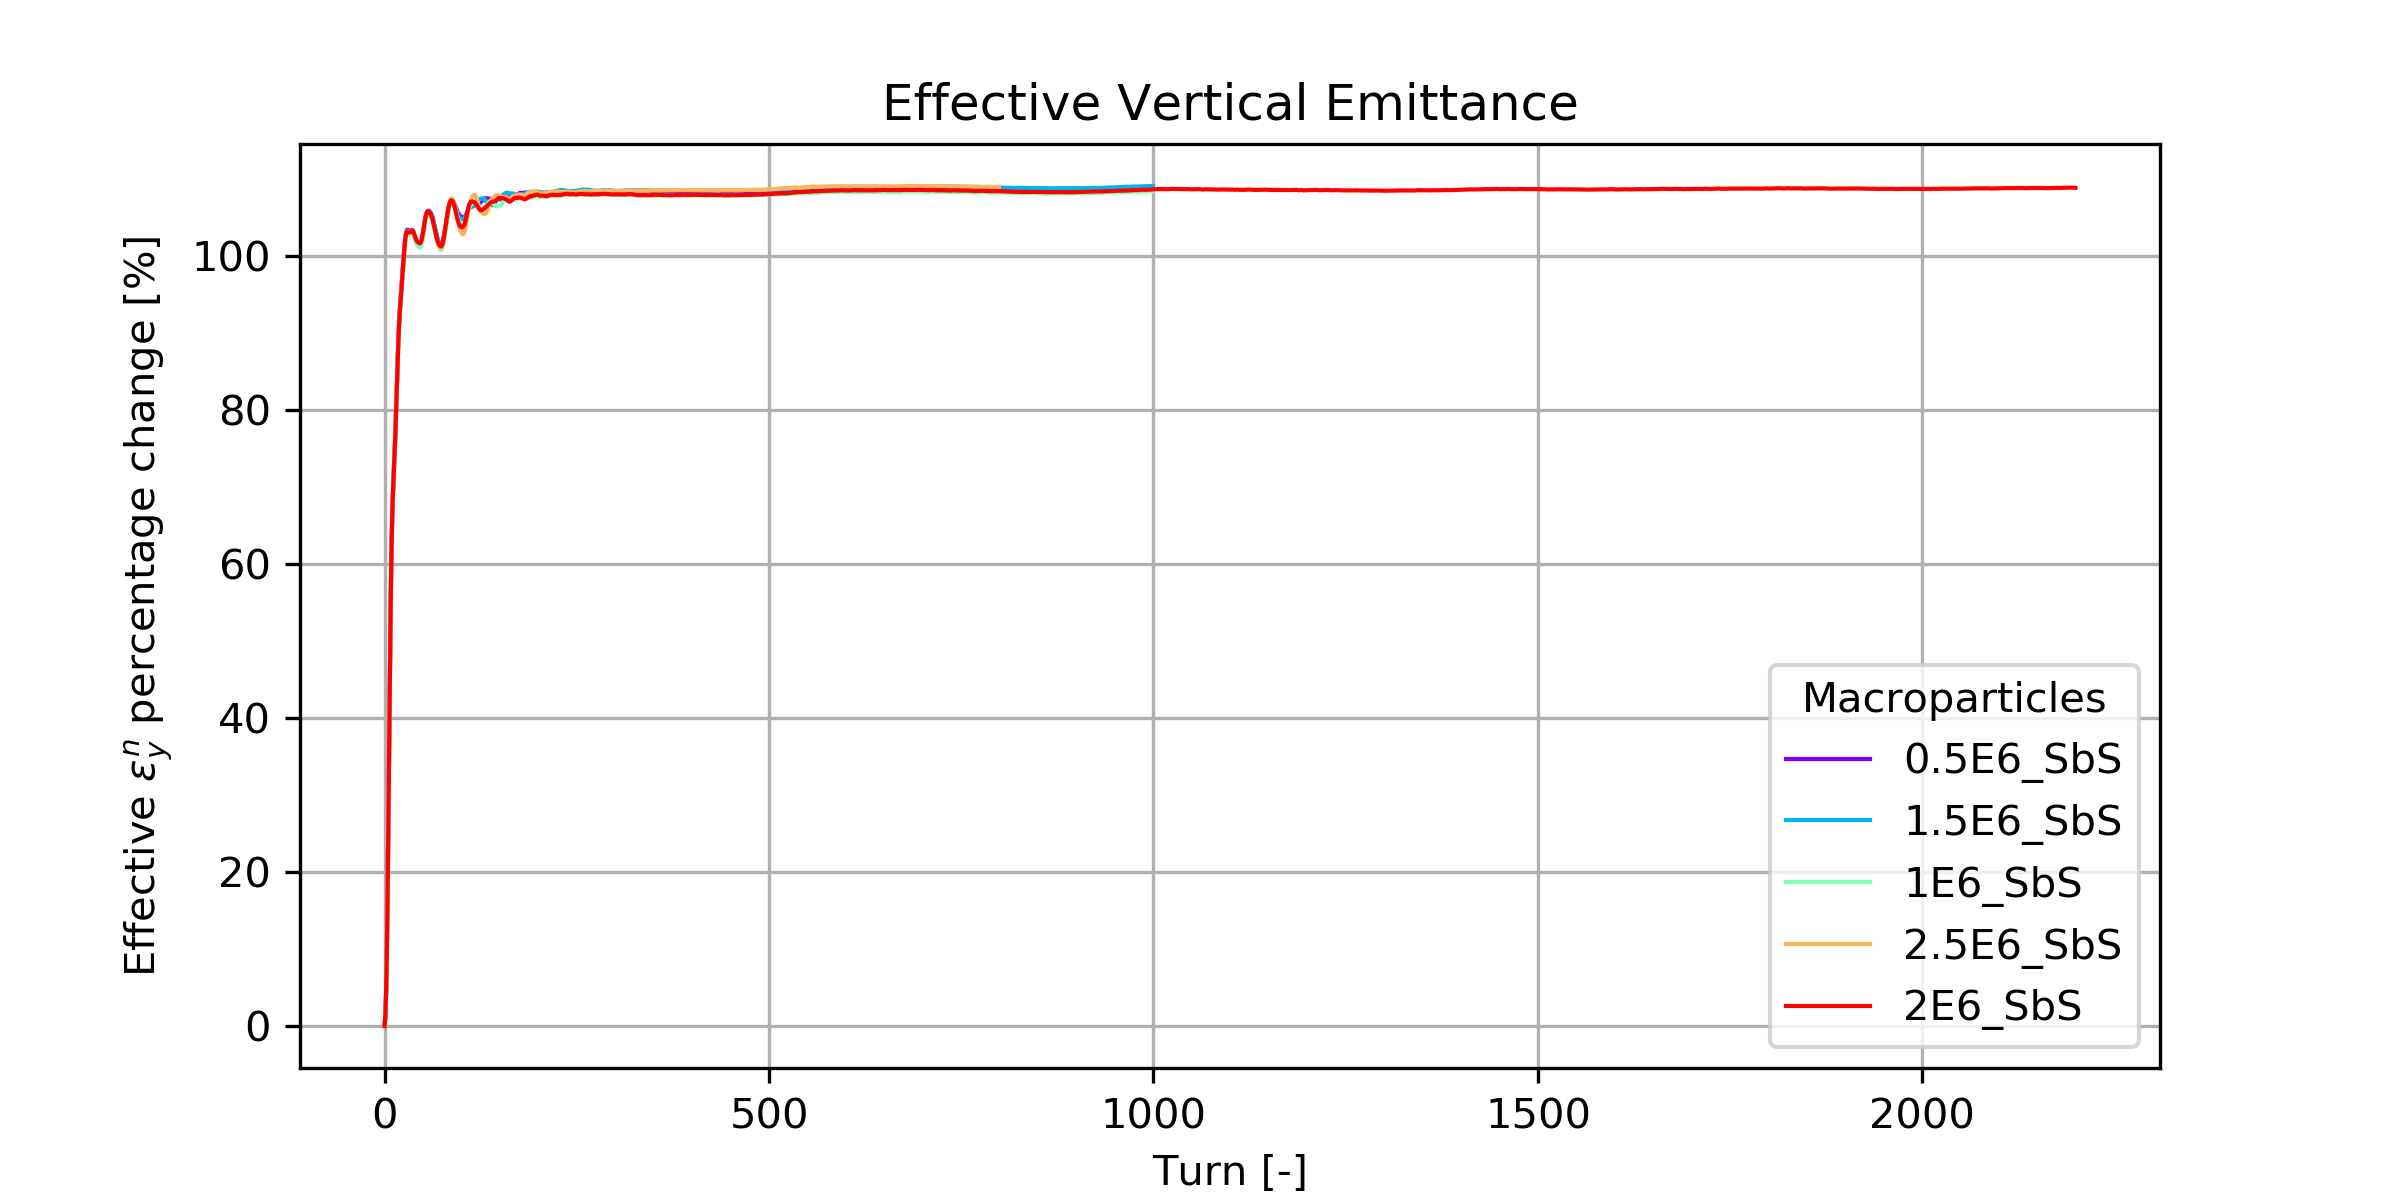 Effective Vertical Emittance
Effective εⁿᵧ percentage change [%]
100
80
60
40
20
0
0 500 1000 1500 2000
Turn [-]
Macroparticles
0.5E6_SbS
1.5E6_SbS
1E6_SbS
2.5E6_SbS
2E6_SbS